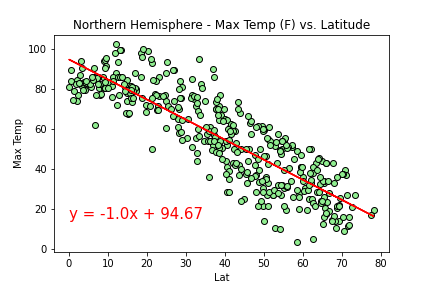 Northern Hemisphere - Max Temp (F) vs. Latitude
100
80
60
40
20
0
Max Temp
y = -1.0x + 94.67
0 10 20 30 40 50 60 70 80
Lat